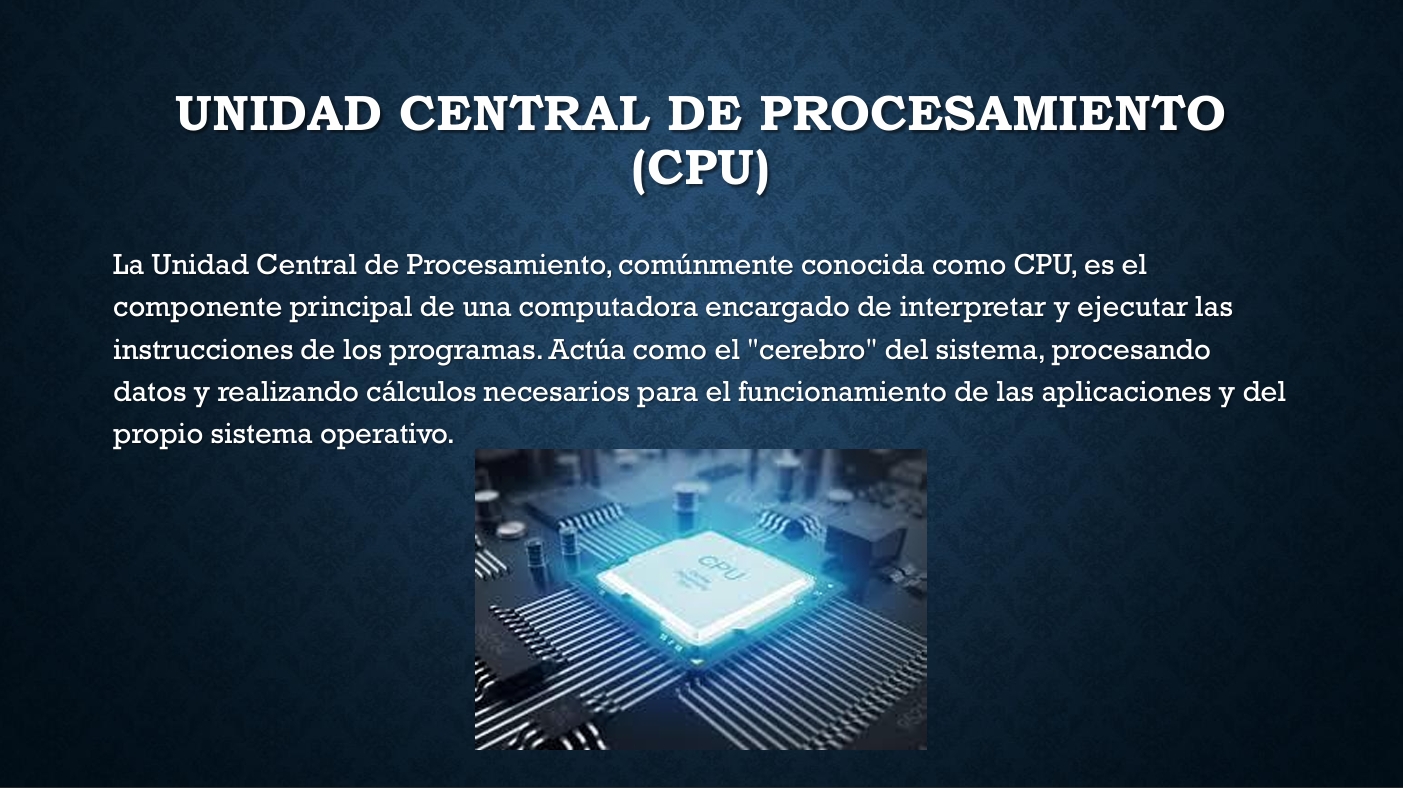 UNIDAD CENTRAL DE PROCESAMIENTO
(CPU)
La Unidad Central de Procesamiento, comúnmente conocida como CPU, es el
componente principal de una computadora encargado de interpretar y ejecutar las
instrucciones de los programas. Actúa como el "cerebro" del sistema, procesando
datos y realizando cálculos necesarios para el funcionamiento de las aplicaciones y del
propio sistema operativo.
CPU